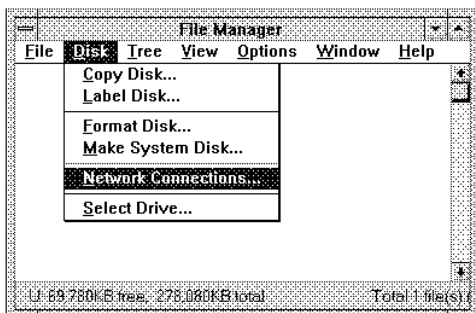 File Manager
File Disk Tree View Options Window Help
Copy Disk...
Label Disk...
Format Disk...
Make System Disk...
Network Connections...
Select Drive...
U: 69,780KB free, 278,080KB total Total 1 file(s)